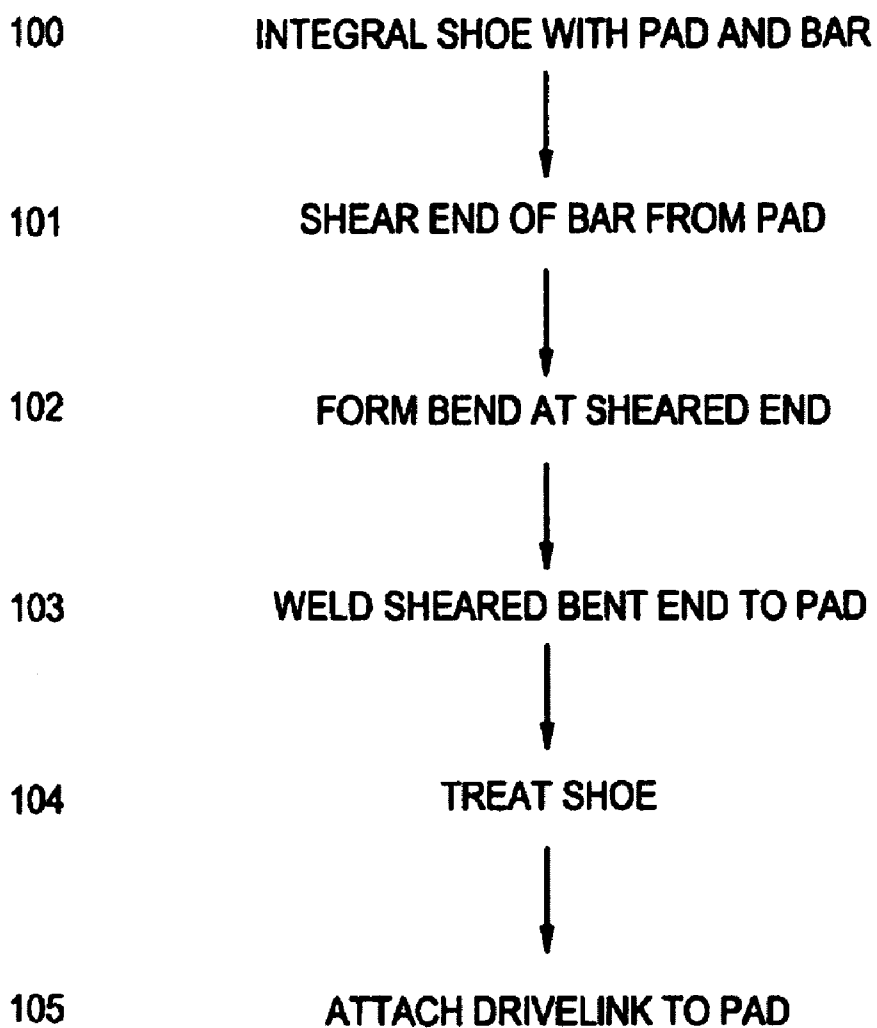 100 INTEGRAL SHOE WITH PAD AND BAR
101 SHEAR END OF BAR FROM PAD
102 FORM BEND AT SHEARED END
103 WELD SHEARED BENT END TO PAD
104 TREAT SHOE
105 ATTACH DRIVELINK TO PAD